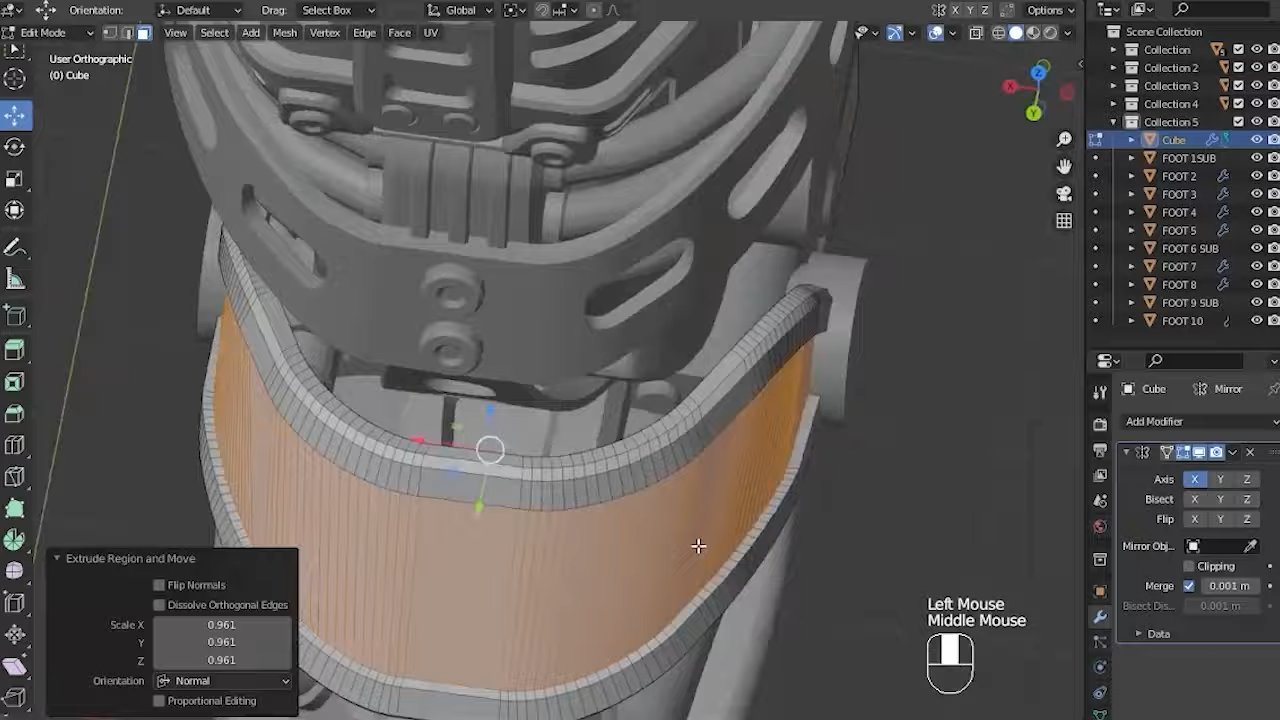 Orientation: Default Drag: Select Box Global X Y Z Options
Edit Mode View Select Add Mesh Vertex Edge Face UV
User Orthographic
(0) Cube
X
Y
Z
Scene Collection
Collection 5
Collection 2
Collection 3
Collection 4
Collection 5
Cube
FOOT 1SUB
FOOT 2
FOOT 3
FOOT 4
FOOT 5
FOOT 6 SUB
FOOT 7
FOOT 8
FOOT 9 SUB
FOOT 10
Cube Mirror
Add Modifier
Axis X Y Z
Bisect X Y Z
Flip X Y Z
Mirror Obj...
Clipping
Merge 0.001 m
Bisect Dis... 0.001 m
Data
Extrude Region and Move
Flip Normals
Dissolve Orthogonal Edges
Scale X 0.961
Y 0.961
Z 0.961
Orientation Normal
Proportional Editing
Left Mouse
Middle Mouse